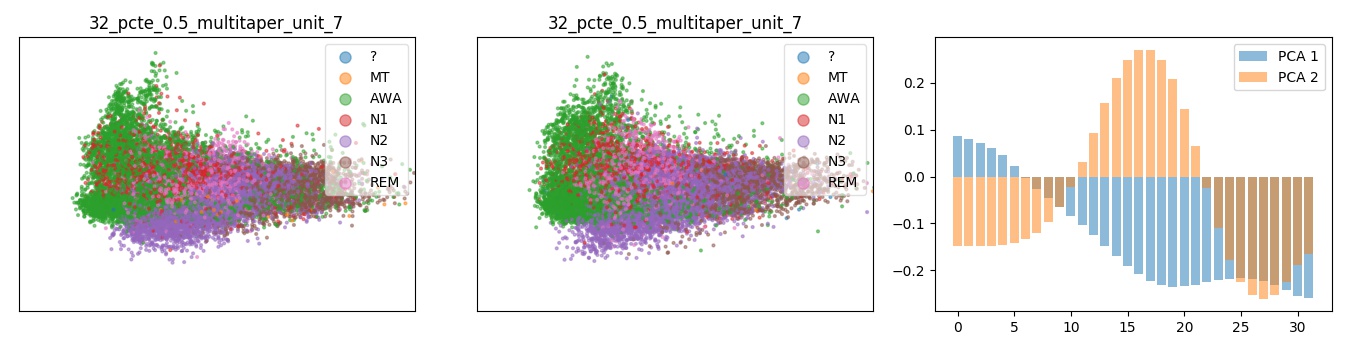 32_pcte_0.5_multitaper_unit_7
?
MT
AWA
N1
N2
N3
REM
32_pcte_0.5_multitaper_unit_7
?
MT
AWA
N1
N2
N3
REM
PCA 1
PCA 2
0.2
0.1
0.0
−0.1
−0.2
0 5 10 15 20 25 30